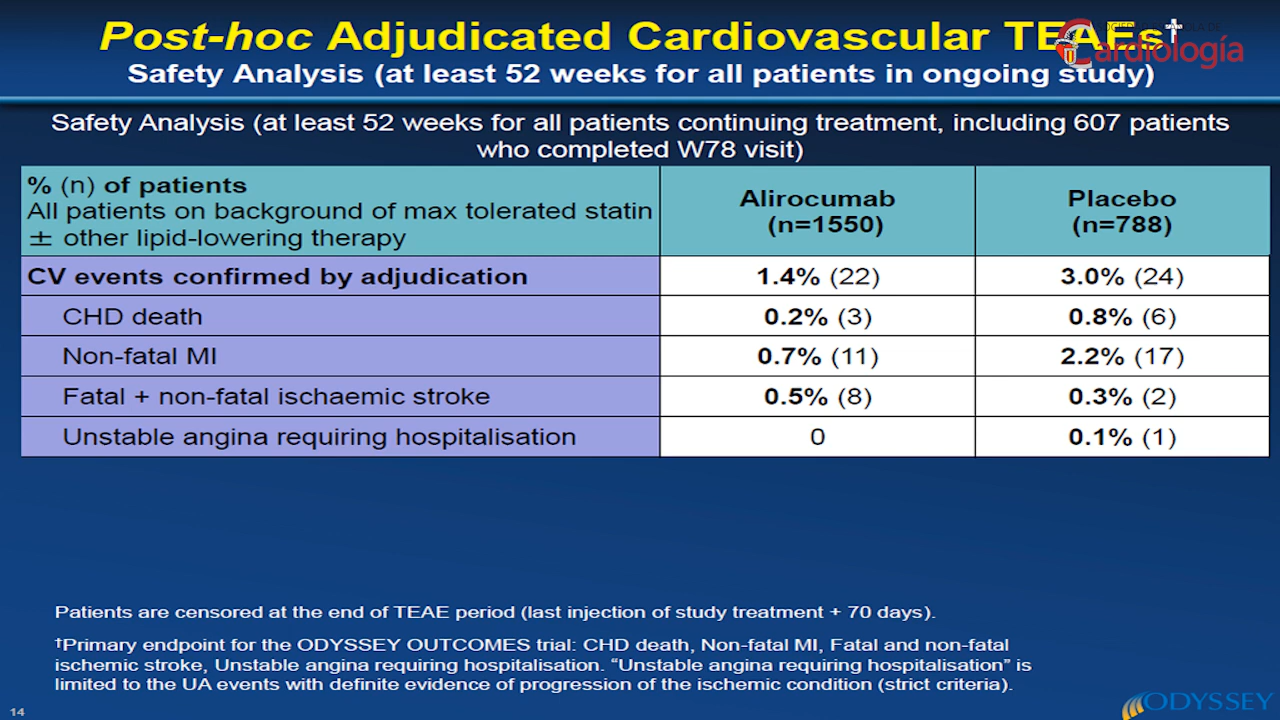 Post-hoc Adjudicated Cardiovascular TEAEs†
Safety Analysis (at least 52 weeks for all patients in ongoing study)
Cardiología
Safety Analysis (at least 52 weeks for all patients continuing treatment, including 607 patients
who completed W78 visit)
% (n) of patients
All patients on background of max tolerated statin
± other lipid-lowering therapy
Alirocumab
(n=1550)
Placebo
(n=788)
CV events confirmed by adjudication 1.4% (22) 3.0% (24)
CHD death 0.2% (3) 0.8% (6)
Non-fatal MI 0.7% (11) 2.2% (17)
Fatal + non-fatal ischaemic stroke 0.5% (8) 0.3% (2)
Unstable angina requiring hospitalisation 0 0.1% (1)
Patients are censored at the end of TEAE period (last injection of study treatment + 70 days).
†Primary endpoint for the ODYSSEY OUTCOMES trial: CHD death, Non-fatal MI, Fatal and non-fatal
ischemic stroke, Unstable angina requiring hospitalisation. “Unstable angina requiring hospitalisation” is
limited to the UA events with definite evidence of progression of the ischemic condition (strict criteria).
14
ODYSSEY